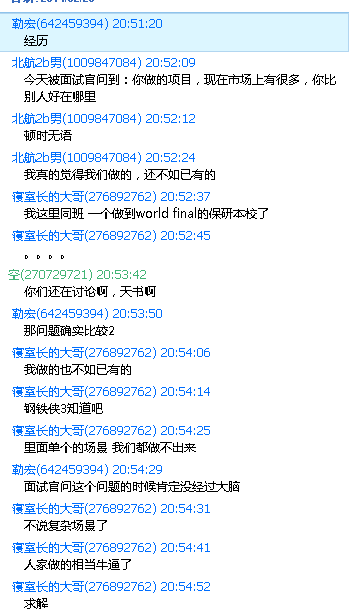 勒宏(642459394) 20:51:20
经历
北航2b男(1009847084) 20:52:09
今天被面试官问到：你做的项目，现在市场上有很多，你比
别人好在哪里
北航2b男(1009847084) 20:52:12
顿时无语
北航2b男(1009847084) 20:52:24
我真的觉得我们做的，还不如已有的
寝室长的大哥(276892762) 20:52:37
我这里同班 一个做到world final的保研本校了
寝室长的大哥(276892762) 20:52:45
。。。。
空(270729721) 20:53:42
你们还在讨论啊，天书啊
勒宏(642459394) 20:53:50
那问题确实比较2
寝室长的大哥(276892762) 20:54:06
我做的也不如已有的
寝室长的大哥(276892762) 20:54:14
钢铁侠3知道吧
寝室长的大哥(276892762) 20:54:25
里面单个的场景 我们都做不出来
勒宏(642459394) 20:54:29
面试官问这个问题的时候肯定没经过大脑
寝室长的大哥(276892762) 20:54:31
不说复杂场景了
寝室长的大哥(276892762) 20:54:41
人家做的相当牛逼了
寝室长的大哥(276892762) 20:54:52
求解